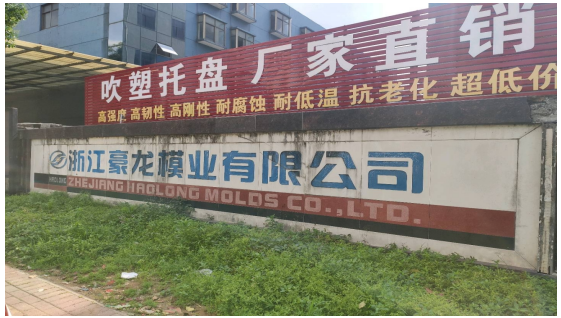 吹塑托盘 厂家直销
高强度 高韧性 高刚性 耐腐蚀 耐低温 抗老化 超低价
浙江豪龙模业有限公司
HAOLONG
ZHEJIANG HAOLONG MOLDS CO.,LTD.